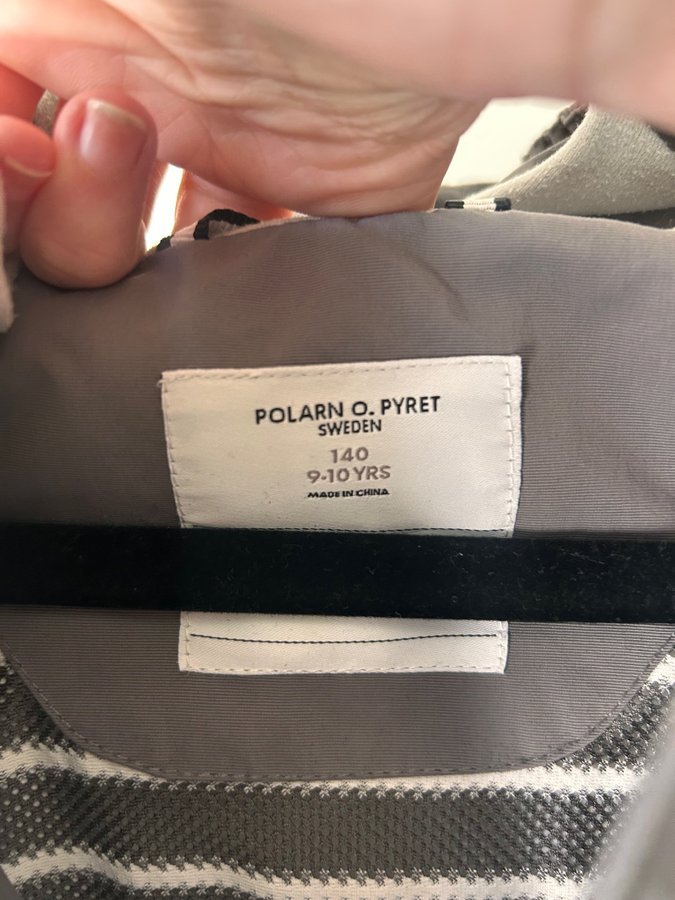 POLARN O. PYRET
SWEDEN
140
9-10 YRS
MADE IN CHINA